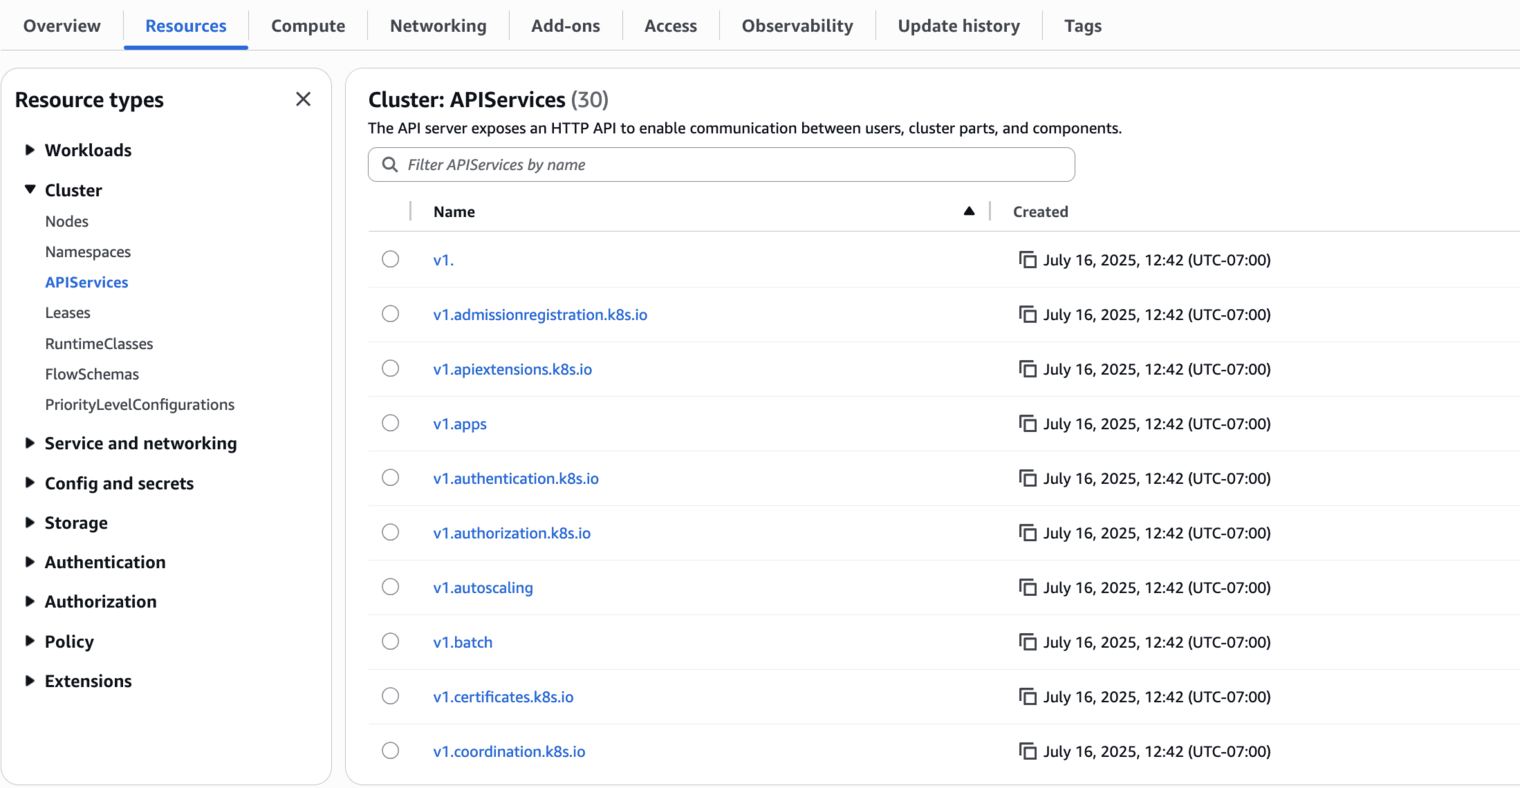 Overview Resources Compute Networking Add-ons Access Observability Update history Tags
Resource types
Workloads
Cluster
Nodes
Namespaces
APIServices
Leases
RuntimeClasses
FlowSchemas
PriorityLevelConfigurations
Service and networking
Config and secrets
Storage
Authentication
Authorization
Policy
Extensions
Cluster: APIServices (30)
The API server exposes an HTTP API to enable communication between users, cluster parts, and components.
Filter APIServices by name
Name Created
v1. July 16, 2025, 12:42 (UTC-07:00)
v1.admissionregistration.k8s.io July 16, 2025, 12:42 (UTC-07:00)
v1.apiextensions.k8s.io July 16, 2025, 12:42 (UTC-07:00)
v1.apps July 16, 2025, 12:42 (UTC-07:00)
v1.authentication.k8s.io July 16, 2025, 12:42 (UTC-07:00)
v1.authorization.k8s.io July 16, 2025, 12:42 (UTC-07:00)
v1.autoscaling July 16, 2025, 12:42 (UTC-07:00)
v1.batch July 16, 2025, 12:42 (UTC-07:00)
v1.certificates.k8s.io July 16, 2025, 12:42 (UTC-07:00)
v1.coordination.k8s.io July 16, 2025, 12:42 (UTC-07:00)